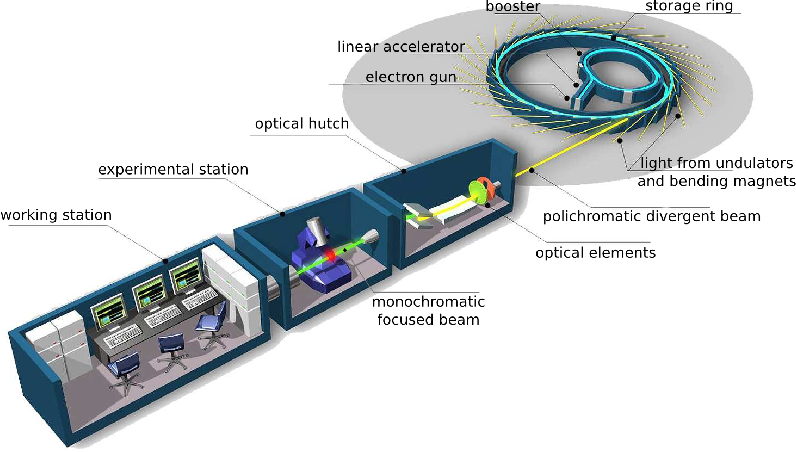 booster
storage ring
linear accelerator
electron gun
optical hutch
experimental station
light from undulators
and bending magnets
working station
polichromatic divergent beam
optical elements
monochromatic
focused beam